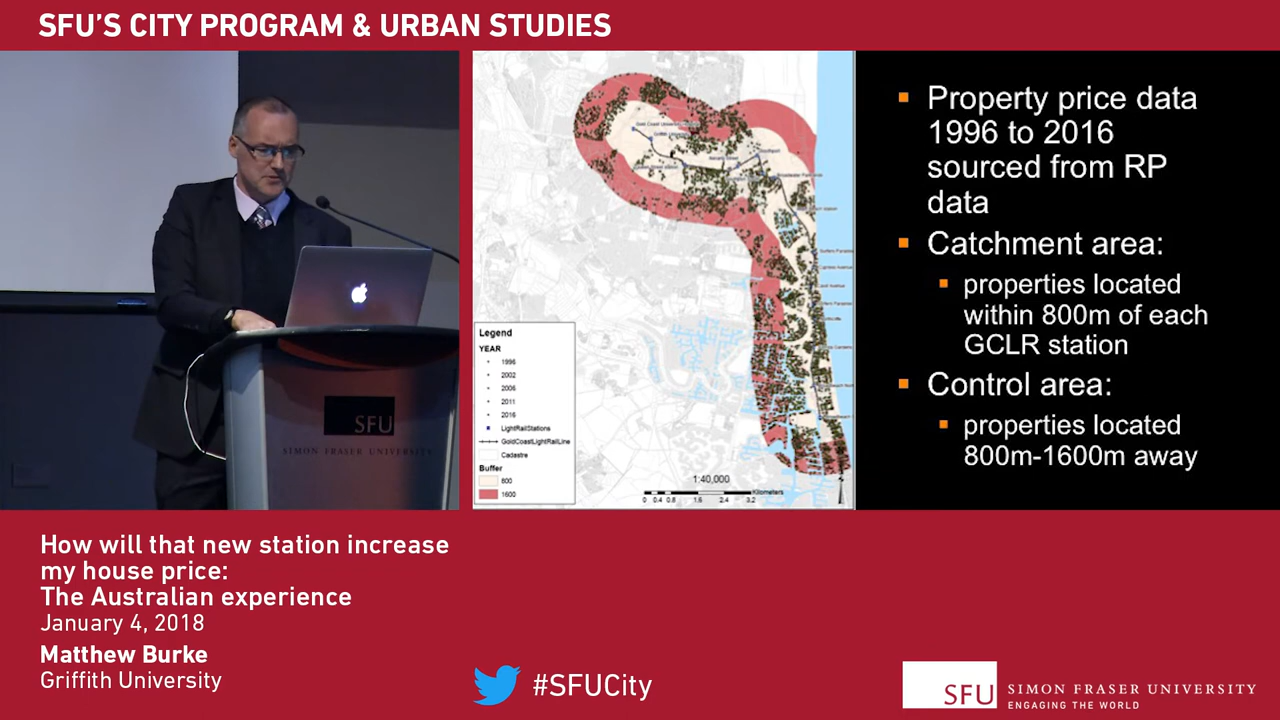 SFU'S CITY PROGRAM & URBAN STUDIES
SFU
SIMON FRASER UNIVERSITY
Legend
YEAR
1996
2002
2006
2011
2016
LightRailStations
GoldCoastLightRailLine
Cadastre
Buffer
800
1600
1:40,000
Kilometers
0 0.4 0.8 1.6 2.4 3.2
Property price data
1996 to 2016
sourced from RP
data
Catchment area:
properties located
within 800m of each
GCLR station
Control area:
properties located
800m-1600m away
How will that new station increase
my house price:
The Australian experience
January 4, 2018
Matthew Burke
Griffith University
#SFUCity
SFU
SIMON FRASER UNIVERSITY
ENGAGING THE WORLD